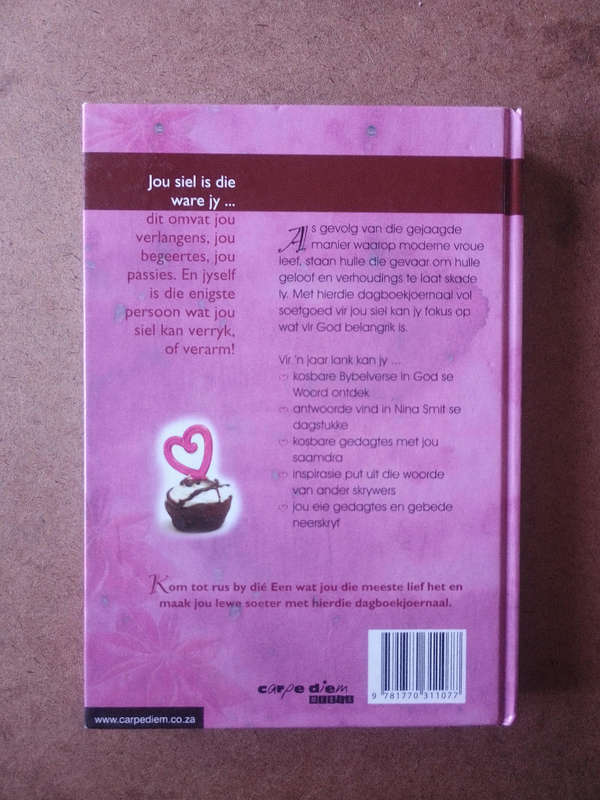 Jou siel is die
ware jy ...
dit omvat jou
verlangens, jou
begeertes, jou
passies. En jyself
is die enigste
persoon wat jou
siel kan verryk,
of verarm!
Als gevolg van die gejaagde
manier waarop moderne vroue
leef, staan hulle die gevaar om hulle
geloof en verhoudings te laat skade
ly. Met hierdie dagboekjoernaal vol
soetgoed vir jou siel kan jy fokus op
wat vir God belangrik is.
Vir 'n jaar lank kan jy ...
kosbare Bybelverse in God se
Woord ontdek
antwoorde vind in Nina Smit se
dagstukke
kosbare gedagtes met jou
saamdra
inspirasie put uit die woorde
van ander skrywers
jou eie gedagtes en gebede
neerskryf
Kom tot rus by dié Een wat jou die meeste lief het en
maak jou lewe soeter met hierdie dagboekjoernaal.
carpe diem
MEDIA
9 781770 311077
www.carpediem.co.za